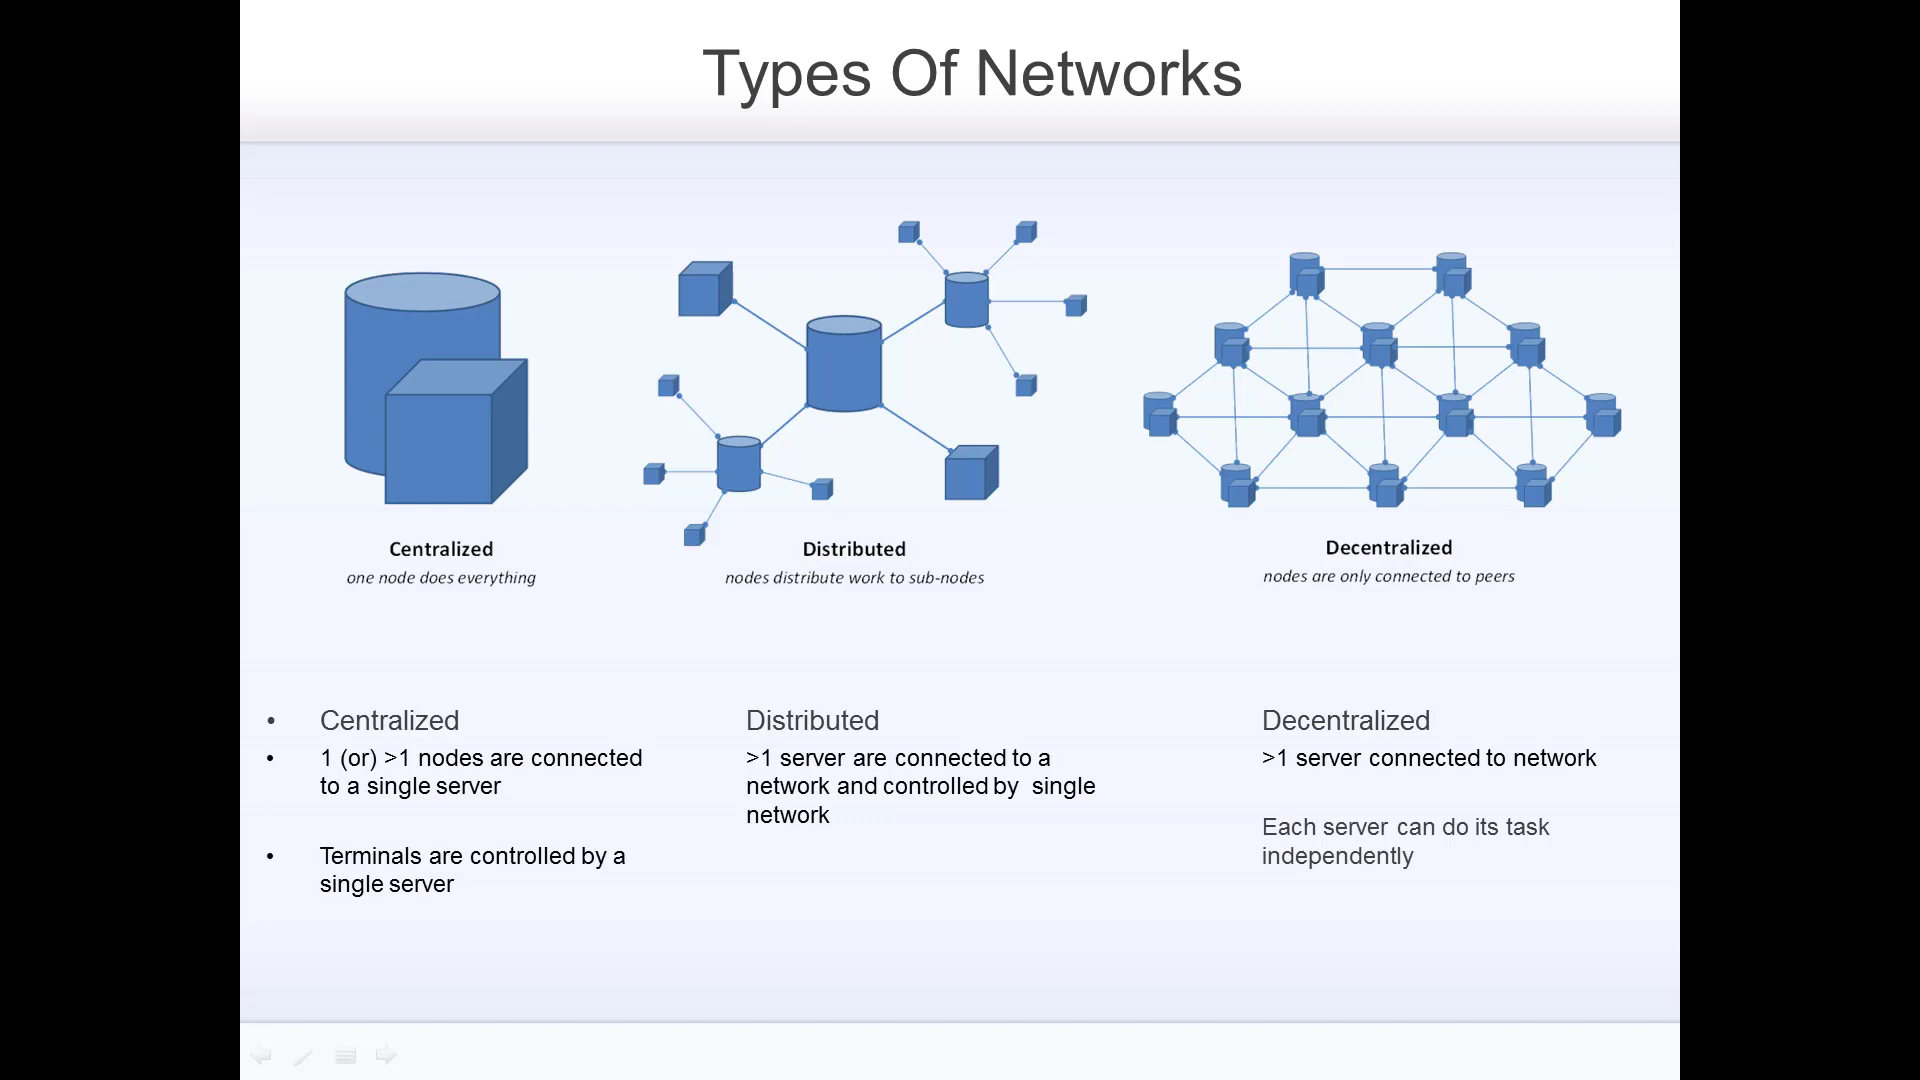 Types Of Networks
Centralized
one node does everything
Distributed
nodes distribute work to sub-nodes
Decentralized
nodes are only connected to peers
• Centralized
• 1 (or) >1 nodes are connected
to a single server
• Terminals are controlled by a
single server
Distributed
>1 server are connected to a
network and controlled by single
network
Decentralized
>1 server connected to network
Each server can do its task
independently